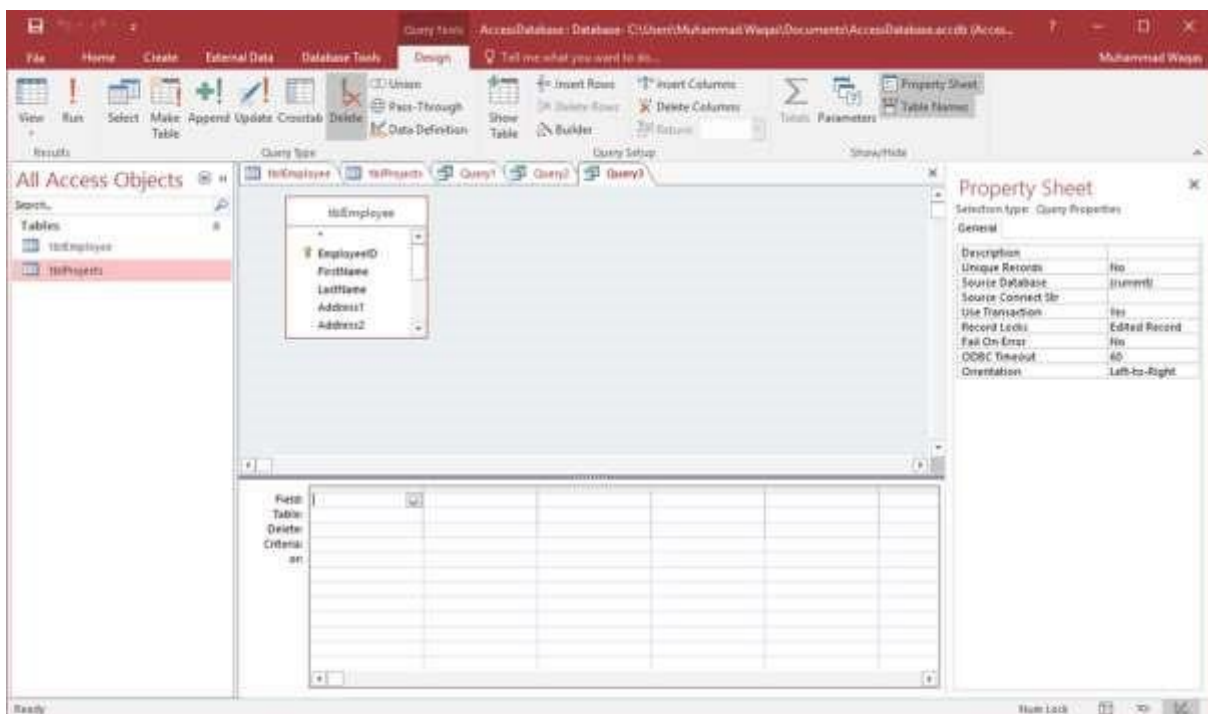 Query Tools AccessDatabase : Database- C:\Users\Muhammad Waqas\Documents\AccessDatabase.accdb (Acces... ?
File Home Create External Data Database Tools Design Tell me what you want to do... Muhammad Waqas
View Run Select Make Table Append Update Crosstab Delete
Union
Pass-Through
Data Definition
Show Table
Insert Rows
Delete Rows
Builder
Insert Columns
Delete Columns
Return:
Totals Parameters
Property Sheet
Table Names
Results Query Type Query Setup Show/Hide
All Access Objects
Search...
Tables
tblEmployee
tblProjects
tblEmployee tblProjects Query1 Query2 Query3
tblEmployee
*
EmployeeID
FirstName
LastName
Address1
Address2
Field:
Table:
Delete:
Criteria:
or:
Property Sheet
Selection type: Query Properties
General
Description
Unique Records No
Source Database (current)
Source Connect Str
Use Transaction Yes
Record Locks Edited Record
Fail On Error No
ODBC Timeout 60
Orientation Left-to-Right
Ready Num Lock